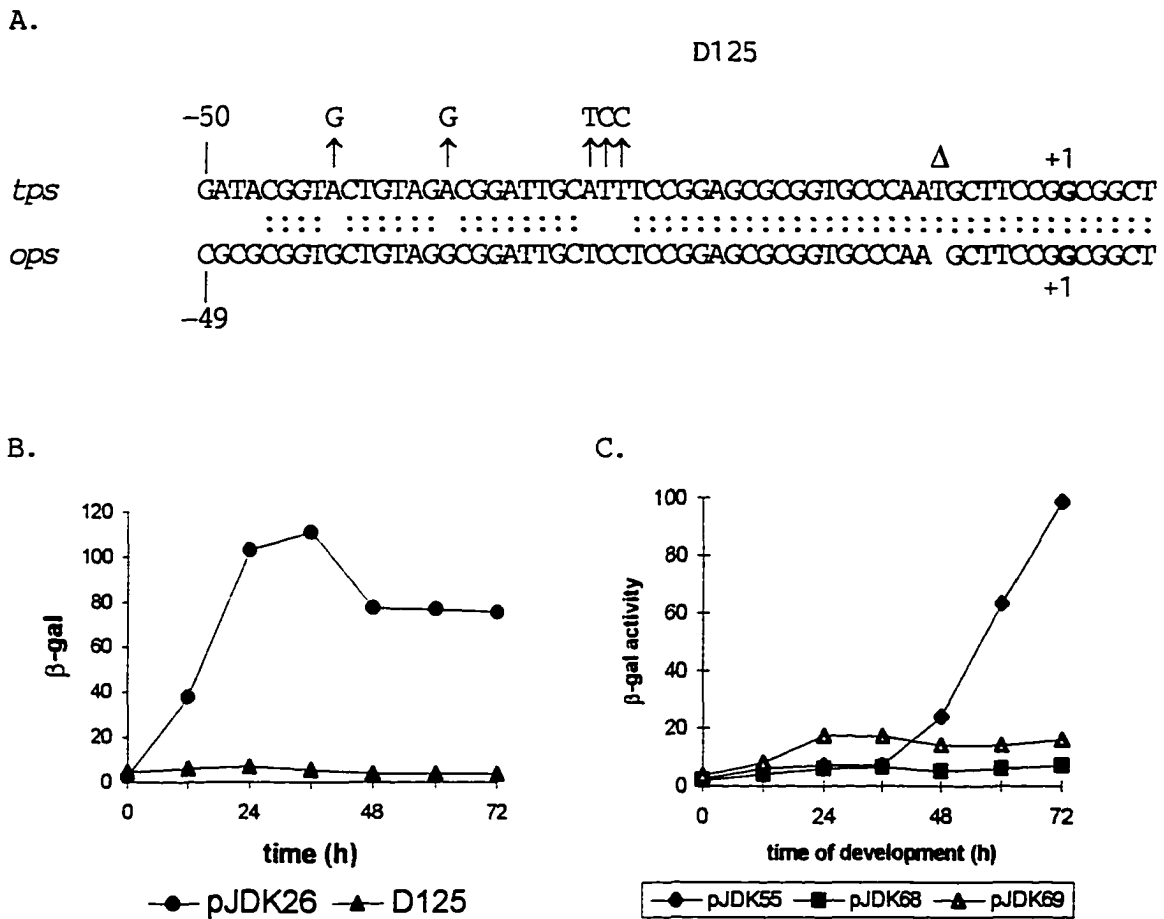 A.
D125
-50 G G TCC
Δ +1
tps GATACGGTACTGTAGACGGATTGCATTTCCGGAGCGCGGTGCCCAATGCTTCCGGCGGCT
ops CGCGCGGTGCTGTAGGCGGATTGCTCCTCCGGAGCGCGGTGCCCAA GCTTCCGGCGGCT
-49 +1
B.
120
100
80
60
40
20
0
β-gal
0 24 48 72
time (h)
pJDK26 D125
C.
100
80
60
40
20
0
β-gal activity
0 24 48 72
time of development (h)
pJDK55 pJDK68 pJDK69